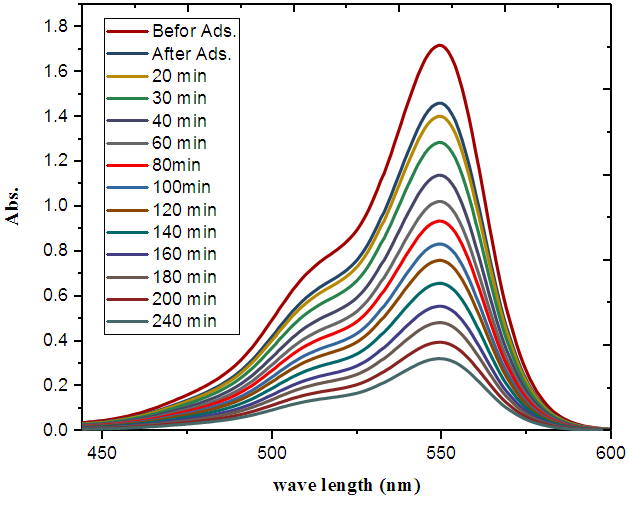 1.8
1.6
1.4
1.2
1.0
0.8
0.6
0.4
0.2
0.0
Abs.
Befor Ads.
After Ads.
20 min
30 min
40 min
60 min
80min
100min
120 min
140 min
160 min
180 min
200 min
240 min
450
500
550
600
wave length (nm)